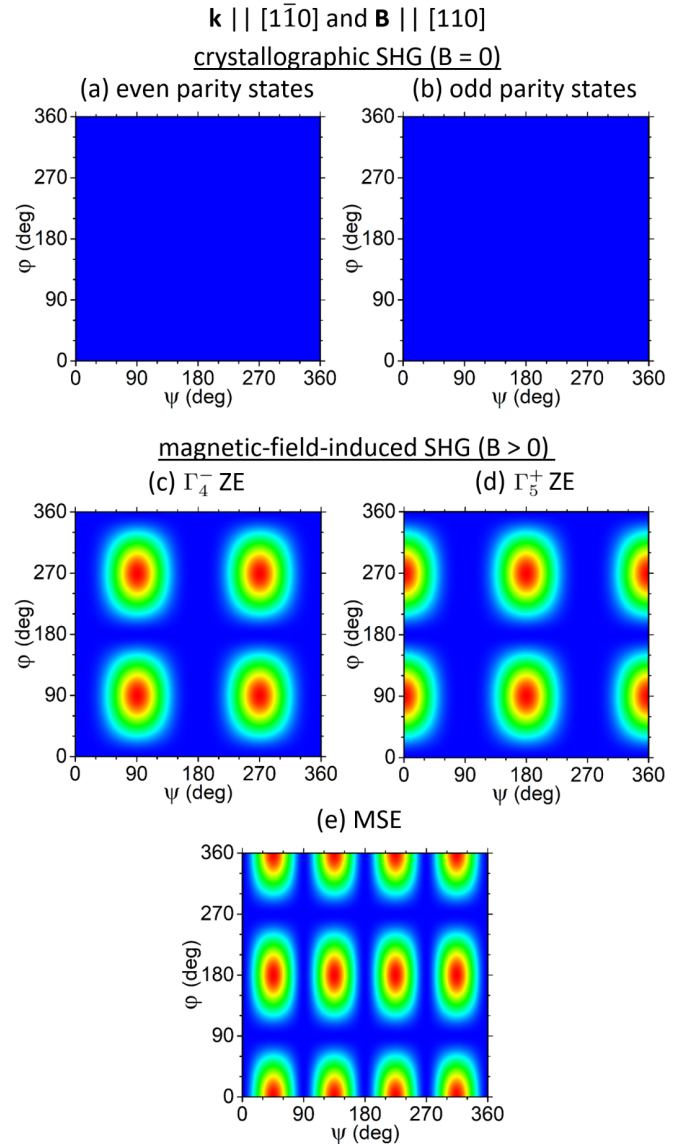 k || [11̅0] and B || [110]
crystallographic SHG (B = 0)
(a) even parity states
(b) odd parity states
360
270
180
90
0
φ (deg)
0 90 180 270 360
ψ (deg)
360
270
180
90
0
φ (deg)
0 90 180 270 360
ψ (deg)
magnetic-field-induced SHG (B > 0)
(c) Γ₄⁻ ZE
(d) Γ₅⁺ ZE
360
270
180
90
0
φ (deg)
0 90 180 270 360
ψ (deg)
360
270
180
90
0
φ (deg)
0 90 180 270 360
ψ (deg)
(e) MSE
360
270
180
90
0
φ (deg)
0 90 180 270 360
ψ (deg)